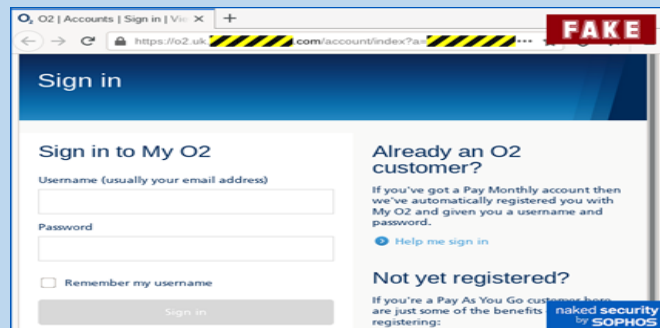 O2 | Accounts | Sign in | Vie
FAKE
https://o2.uk. .com/account/index?a=
Sign in
Sign in to My O2
Username (usually your email address)
Password
Remember my username
Sign in
Already an O2
customer?
If you've got a Pay Monthly account then
we've automatically registered you with
My O2 and given you a username and
password.
Help me sign in
Not yet registered?
If you're a Pay As You Go customer here
are just some of the benefits
registering:
naked security
by SOPHOS